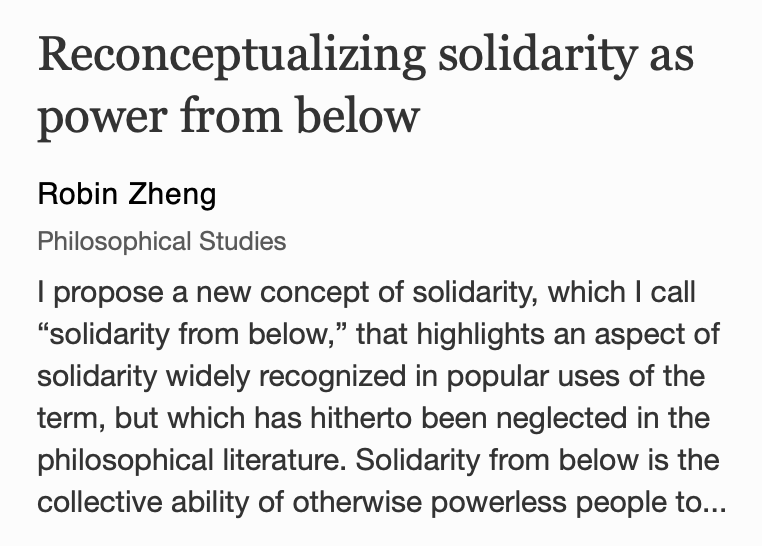 Reconceptualizing solidarity as
power from below
Robin Zheng
Philosophical Studies
I propose a new concept of solidarity, which I call
“solidarity from below,” that highlights an aspect of
solidarity widely recognized in popular uses of the
term, but which has hitherto been neglected in the
philosophical literature. Solidarity from below is the
collective ability of otherwise powerless people to...